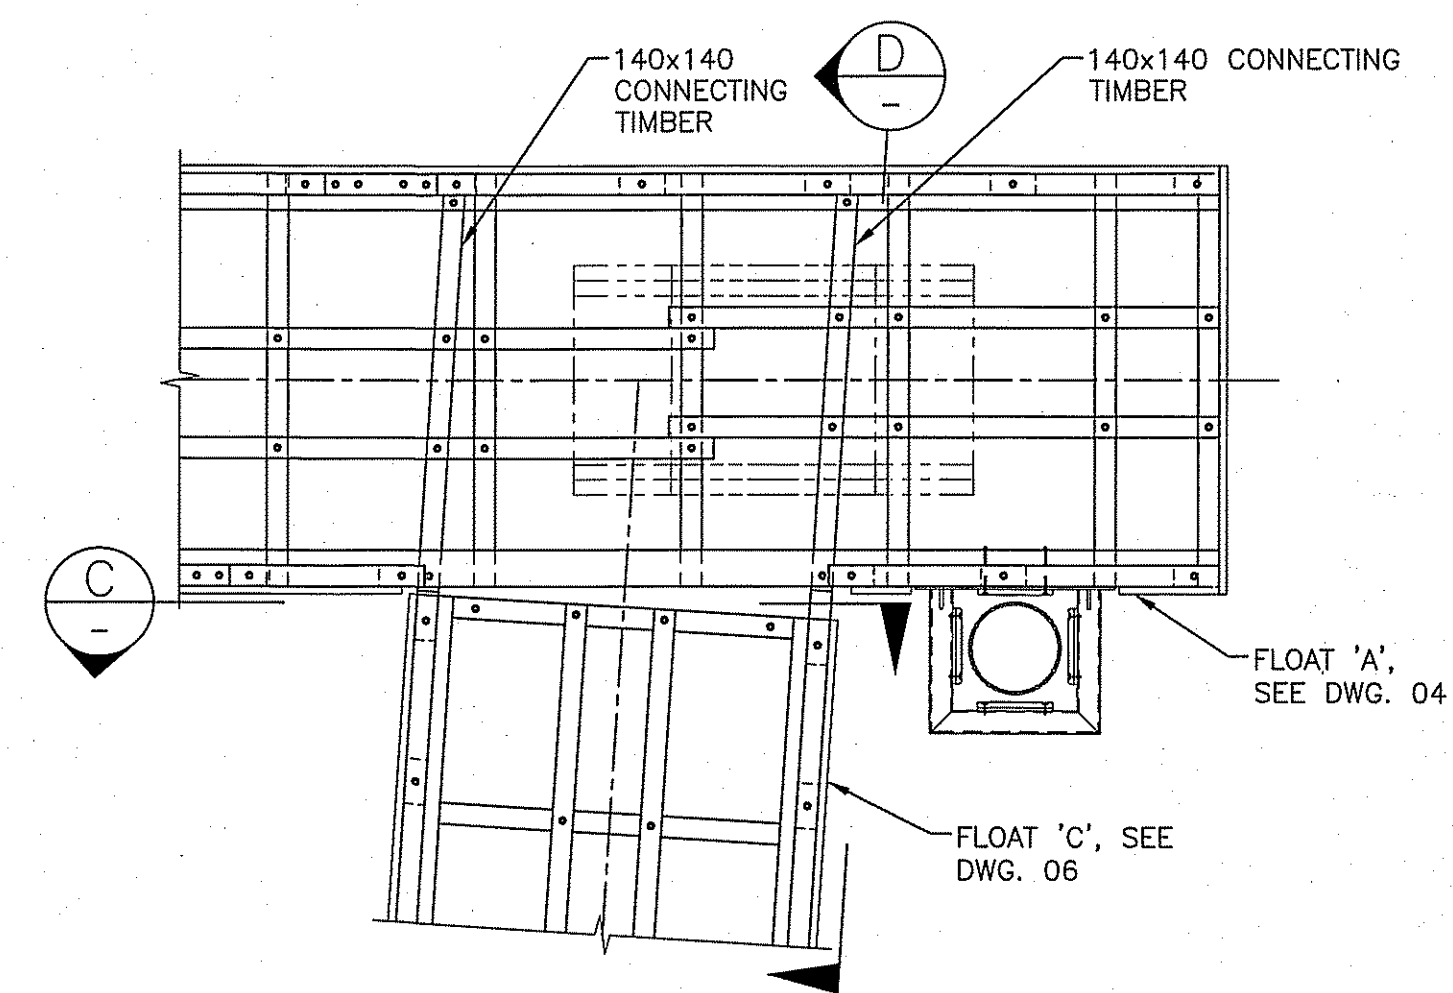 140x140
CONNECTING
TIMBER
D
-
140x140 CONNECTING
TIMBER
C
-
FLOAT 'A',
SEE DWG. 04
FLOAT 'C', SEE
DWG. 06